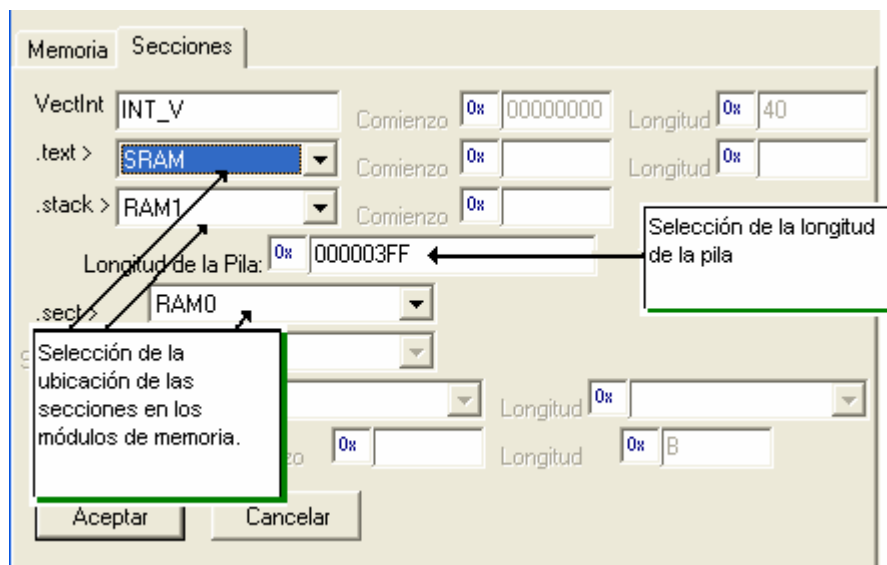 Memoria Secciones
VectInt INT_V Comienzo 0x 00000000 Longitud 0x 40
.text > SRAM Comienzo 0x Longitud 0x
.stack > RAM1 Comienzo 0x
Longitud de la Pila: 0x 000003FF
Selección de la longitud
de la pila
.sect > RAM0
Selección de la
ubicación de las
secciones en los
módulos de memoria.
Longitud 0x
0x Longitud 0x B
Aceptar Cancelar